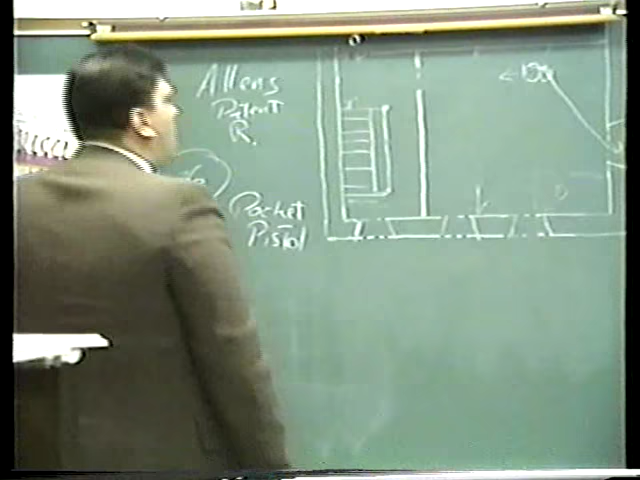 Allens
Patent
R.
Pocket
Pistol